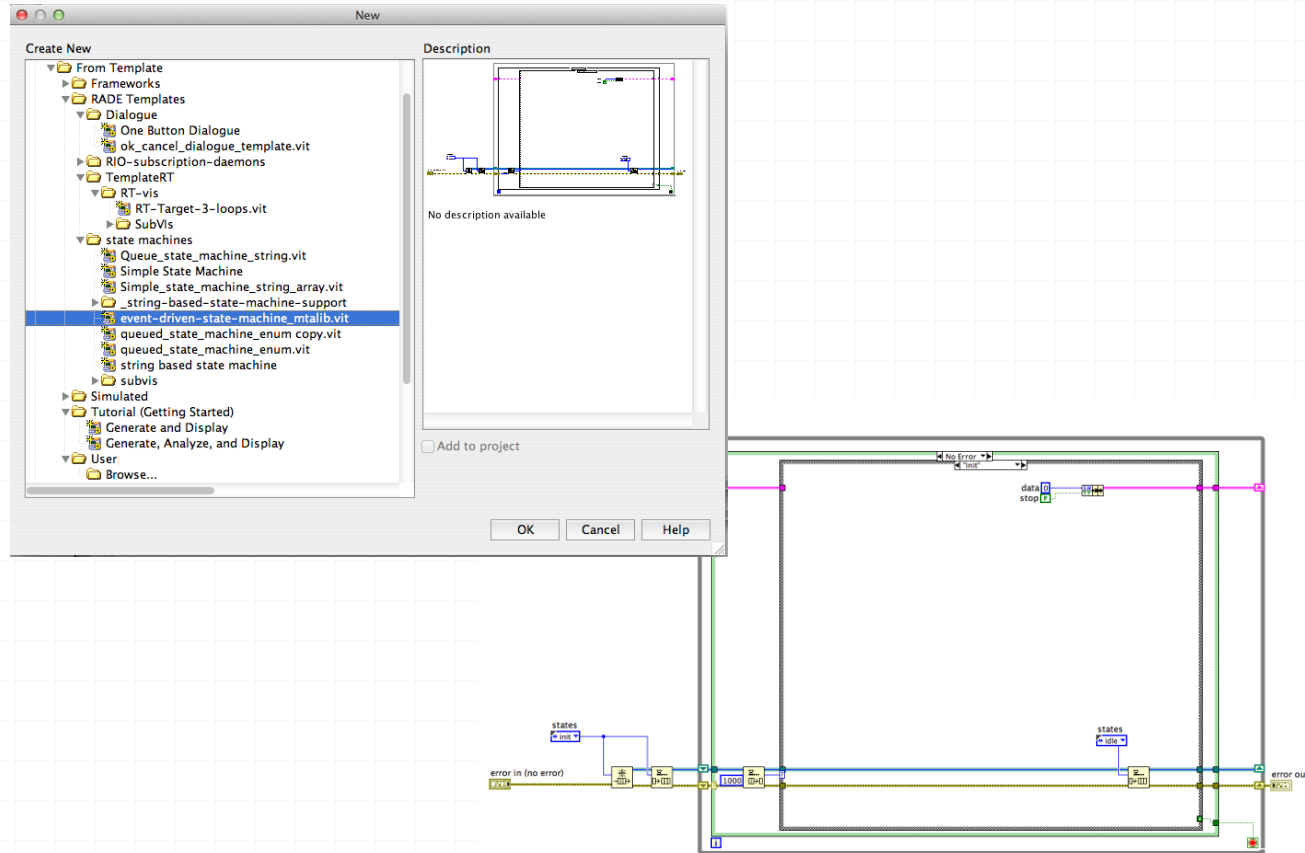 New
Create New
From Template
Frameworks
RADE Templates
Dialogue
One Button Dialogue
ok_cancel_dialogue_template.vit
RIO-subscription-daemons
TemplateRT
RT-vis
RT-Target-3-loops.vit
SubVIs
state machines
Queue_state_machine_string.vit
Simple State Machine
Simple_state_machine_string_array.vit
_string-based-state-machine-support
event-driven-state-machine_mtalib.vit
queued_state_machine_enum copy.vit
queued_state_machine_enum.vit
string based state machine
subvis
Simulated
Tutorial (Getting Started)
Generate and Display
Generate, Analyze, and Display
User
Browse...
Description
No description available
Add to project
OK Cancel Help
No Error
"init"
data 0
stop F
states
init
states
idle
error in (no error)
1000
error ou
i